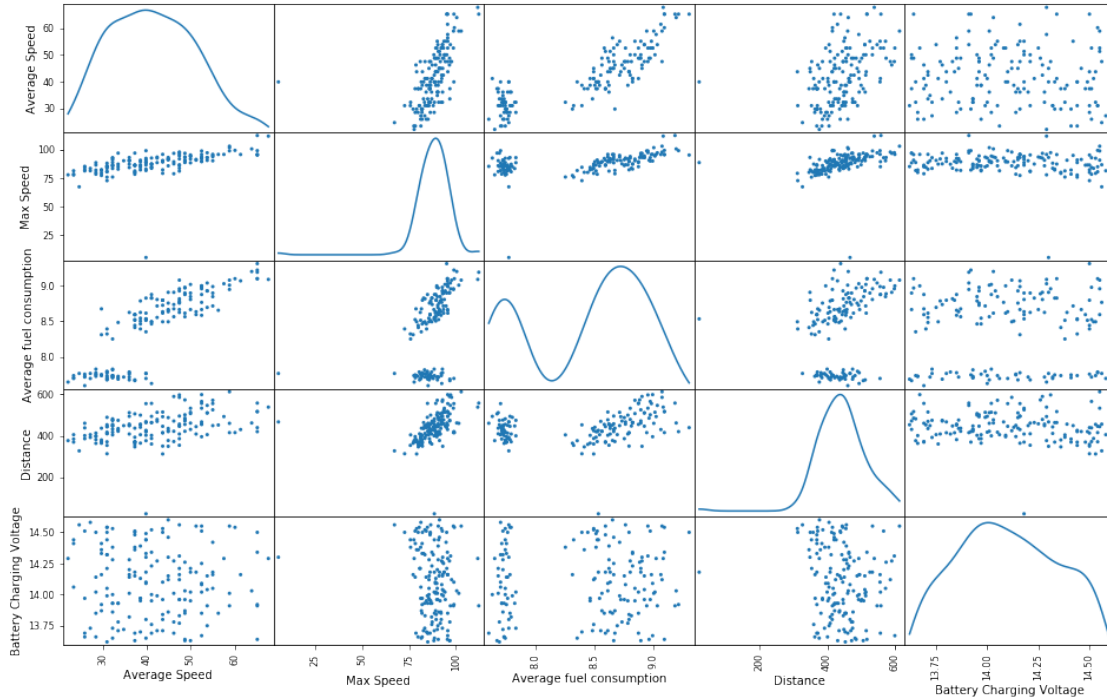 Average Speed
60
50
40
30
Max Speed
100
75
50
25
Average fuel consumption
9.0
8.5
8.0
Distance
600
400
200
Battery Charging Voltage
14.50
14.25
14.00
13.75
30 40 50 60
25 50 75 100
8.0 8.5 9.0
200 400 600
13.75 14.00 14.25 14.50
Average Speed Max Speed Average fuel consumption Distance Battery Charging Voltage